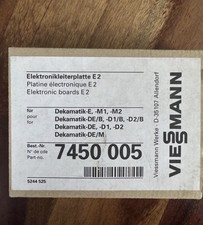 Elektronikleiterplatte E 2
Platine électronique E 2
Elektronic boards E 2
für
pour
for
Dekamatik-E, -M1, -M2
Dekamatik-DE/B, -D1/B, -D2/B
Dekamatik-DE, -D1, -D2
Dekamatik-DE/M
Best.-Nr.
N° de cde
Part no.
7450 005
5244 525
Viessmann Werke · D-35107 Allendorf
VIESSMANN